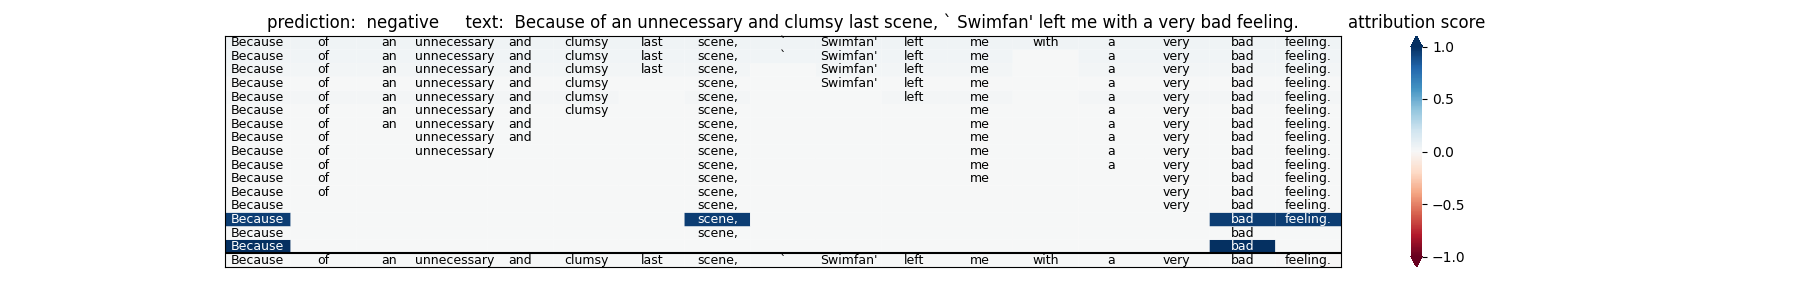 prediction:  negative     text:  Because of an unnecessary and clumsy last scene, ` Swimfan' left me with a very bad feeling.     attribution score
Because of an unnecessary and clumsy last scene, ` Swimfan' left me with a very bad feeling. 1.0
Because of an unnecessary and clumsy last scene, ` Swimfan' left me a very bad feeling.
Because of an unnecessary and clumsy last scene, Swimfan' left me a very bad feeling.
Because of an unnecessary and clumsy scene, Swimfan' left me a very bad feeling.
Because of an unnecessary and clumsy scene, left me a very bad feeling. 0.5
Because of an unnecessary and clumsy scene, me a very bad feeling.
Because of an unnecessary and scene, me a very bad feeling.
Because of unnecessary and scene, me a very bad feeling.
Because of unnecessary scene, me a very bad feeling. 0.0
Because of scene, me a very bad feeling.
Because of scene, me very bad feeling.
Because of scene, very bad feeling.
Because scene, very bad feeling. −0.5
Because scene, bad feeling.
Because scene, bad
Because bad
Because of an unnecessary and clumsy last scene, ` Swimfan' left me with a very bad feeling. −1.0